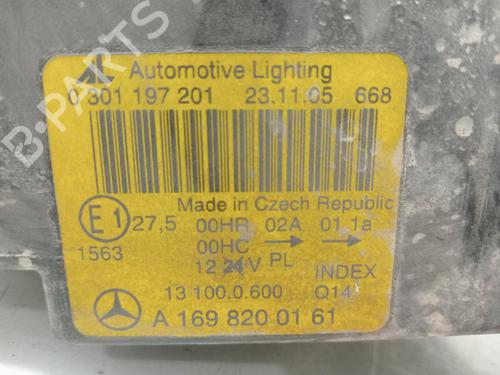 B-PARTS
Automotive Lighting
0 301 197 201 23.11.05 668
Made in Czech Republic
E1 27,5 00HR 02A 01 1a
1563 00HC → →
12 24V PL INDEX
13 100.0.600 Q14
A 169 820 01 61